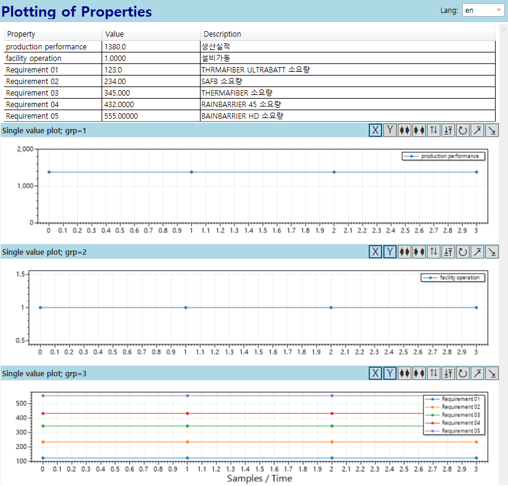 Plotting of Properties
Lang: en
Property Value Description
production performance 1380.0 생산실적
facility operation 1.0000 설비가동
Requirement 01 123.0 THRMAFIBER ULTRABATT 소요량
Requirement 02 234.00 SAFB 소요량
Requirement 03 345.000 THERMAFIBER 소요량
Requirement 04 432.0000 RAINBARRIER 45 소요량
Requirement 05 555.00000 BAINBARRIER HD 소요량
Single value plot; grp=1 X Y
2,000
production performance
1,000
0
0 0.1 0.2 0.3 0.4 0.5 0.6 0.7 0.8 0.9 1 1.1 1.2 1.3 1.4 1.5 1.6 1.7 1.8 1.9 2 2.1 2.2 2.3 2.4 2.5 2.6 2.7 2.8 2.9 3
Single value plot; grp=2 X Y
1.5
facility operation
1
0.5
0 0.1 0.2 0.3 0.4 0.5 0.6 0.7 0.8 0.9 1 1.1 1.2 1.3 1.4 1.5 1.6 1.7 1.8 1.9 2 2.1 2.2 2.3 2.4 2.5 2.6 2.7 2.8 2.9 3
Single value plot; grp=3 X Y
500
400
300
200
100
Requirement 01
Requirement 02
Requirement 03
Requirement 04
Requirement 05
0 0.1 0.2 0.3 0.4 0.5 0.6 0.7 0.8 0.9 1 1.1 1.2 1.3 1.4 1.5 1.6 1.7 1.8 1.9 2 2.1 2.2 2.3 2.4 2.5 2.6 2.7 2.8 2.9 3
Samples / Time